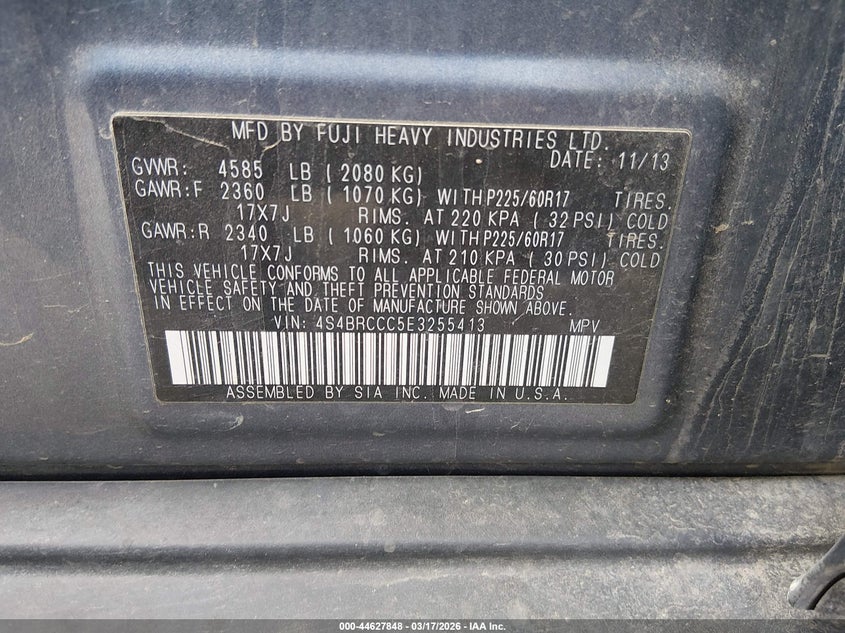 MFD BY FUJI HEAVY INDUSTRIES LTD.
DATE: 11/13
GVWR: 4585 LB ( 2080 KG)
GAWR:F 2360 LB ( 1070 KG) WITH P225/60R17 TIRES.
17X7J RIMS. AT 220 KPA ( 32 PSI) COLD
GAWR:R 2340 LB ( 1060 KG) WITH P225/60R17 TIRES.
17X7J RIMS. AT 210 KPA ( 30 PSI) COLD
THIS VEHICLE CONFORMS TO ALL APPLICABLE FEDERAL MOTOR
VEHICLE SAFETY AND THEFT PREVENTION STANDARDS
IN EFFECT ON THE DATE OF MANUFACTURE SHOWN ABOVE.
VIN: 4S4BRCCC5E3255413 MPV
ASSEMBLED BY SIA INC. MADE IN U.S.A.
000-44627848 - 03/17/2026 - IAA Inc.